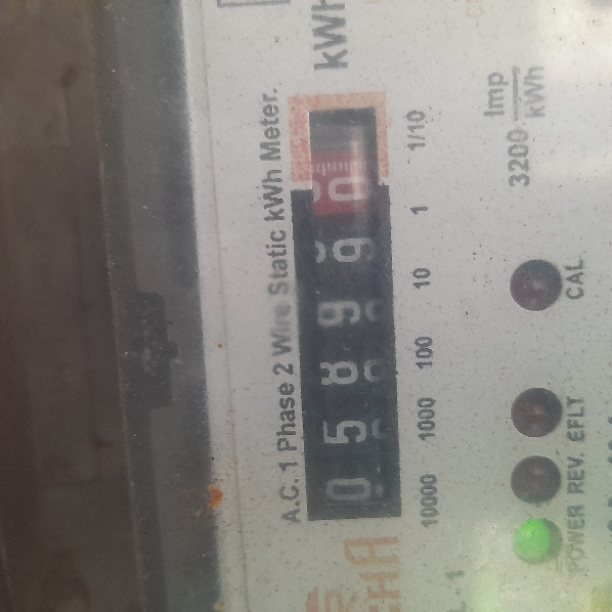 A.C. 1 Phase 2 Wire Static kWh Meter.
0 5 8 9 9 0 kWh
10000 1000 100 10 1 1/10
3200 Imp
kWh
POWER REV. EFLT CAL.